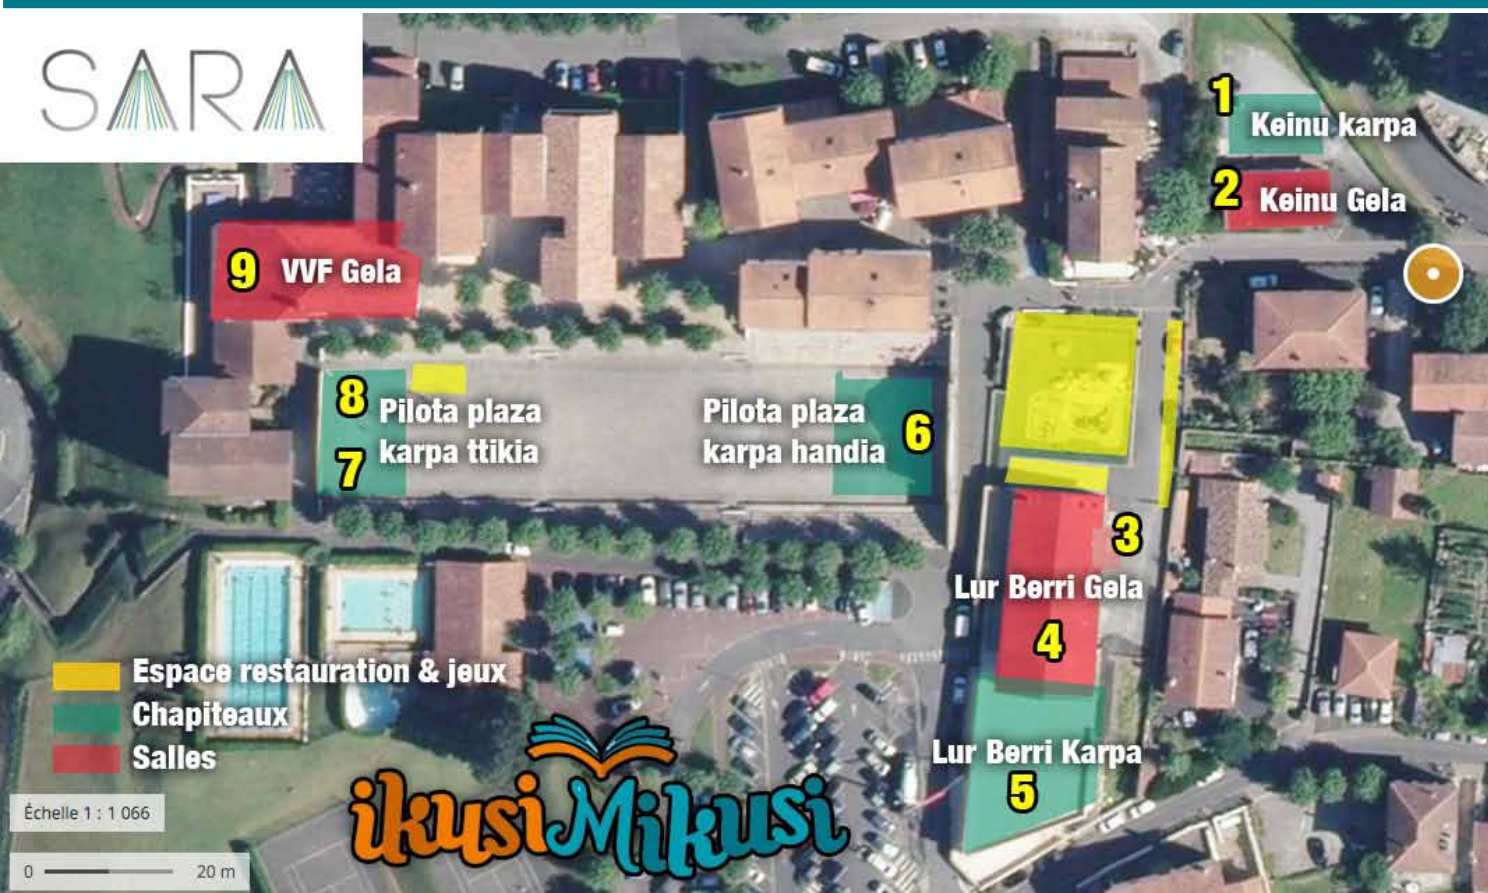 SARA
1
Keinu karpa
2
Keinu Gela
9
VVF Gela
8
Pilota plaza
karpa ttikia
7
Pilota plaza
karpa handia
6
3
Lur Berri Gela
4
Lur Berri Karpa
5
Espace restauration & jeux
Chapiteaux
Salles
Échelle 1 : 1 066
0
20 m
ikusiMikusi